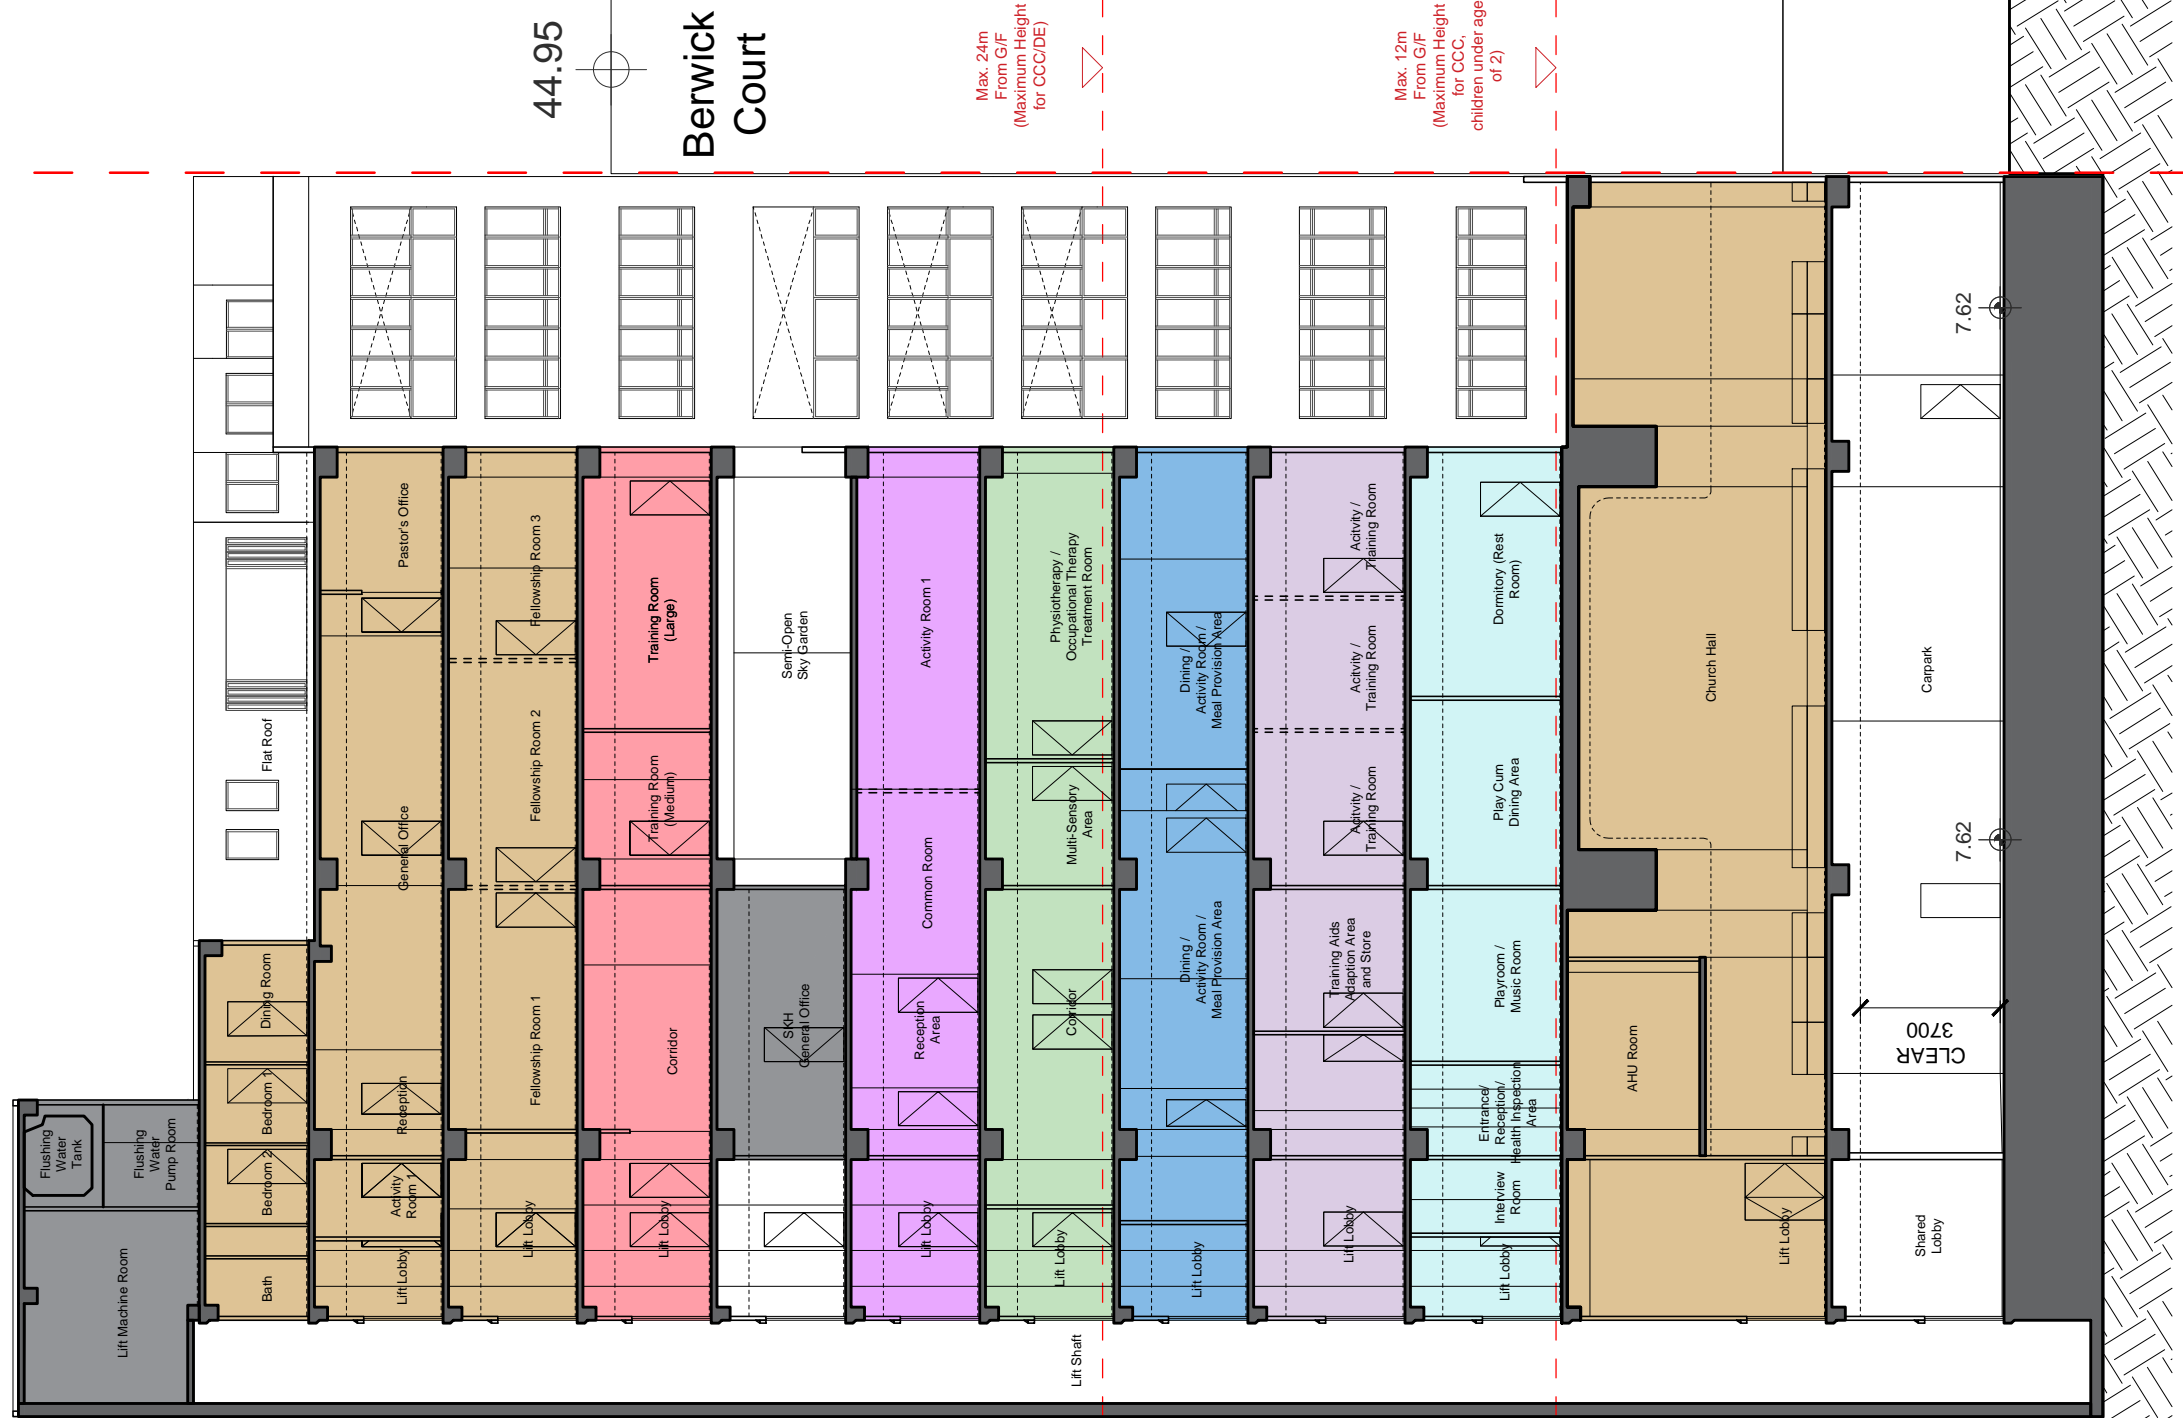 44.95
Berwick
Court
Max. 24m
From G/F
(Maximum Height
for CCC/DE)
Max. 12m
From G/F
(Maximum Height
for CCC,
children under age
of 2)
Flushing
Water
Tank
Flushing
Water
Pump Room
Lift Machine Room
Flat Roof
Dining Room
Bedroom 1
Bedroom 2
Bath
Pastor's Office
General Office
Reception
Activity
Room 1
Lift Lobby
Fellowship Room 3
Fellowship Room 2
Fellowship Room 1
Lift Lobby
Training Room
(Large)
Training Room
(Medium)
Corridor
Lift Lobby
Semi-Open
Sky Garden
SKH
General Office
Activity Room 1
Common Room
Reception
Area
Lift Lobby
Physiotherapy /
Occupational Therapy
Treatment Room
Multi-Sensory
Area
Corridor
Lift Lobby
Dining /
Activity Room /
Meal Provision Area
Dining /
Activity Room /
Meal Provision Area
Lift Lobby
Acitvity /
Training Room
Acitvity /
Training Room
Acitvity /
Training Room
Training Aids
Adaption Area
and Store
Lift Lobby
Dormitory (Rest
Room)
Play Cum
Dining Area
Playroom /
Music Room
Entrance/
Reception/
Health Inspection
Area
Interview
Room
Lift Lobby
Church Hall
AHU Room
Lift Lobby
7.62
Carpark
7.62
3700
CLEAR
Shared
Lobby
Lift Shaft